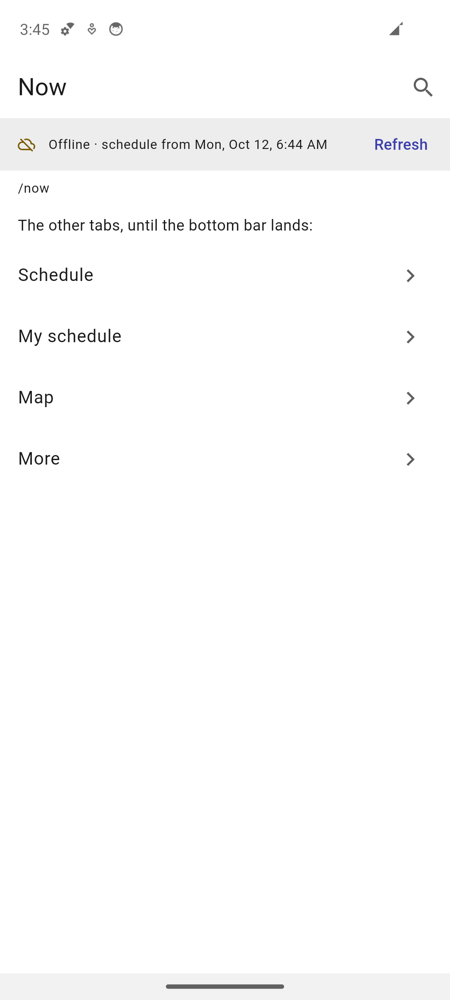 3:45
Now
Offline · schedule from Mon, Oct 12, 6:44 AM
Refresh
/now
The other tabs, until the bottom bar lands:
Schedule
My schedule
Map
More